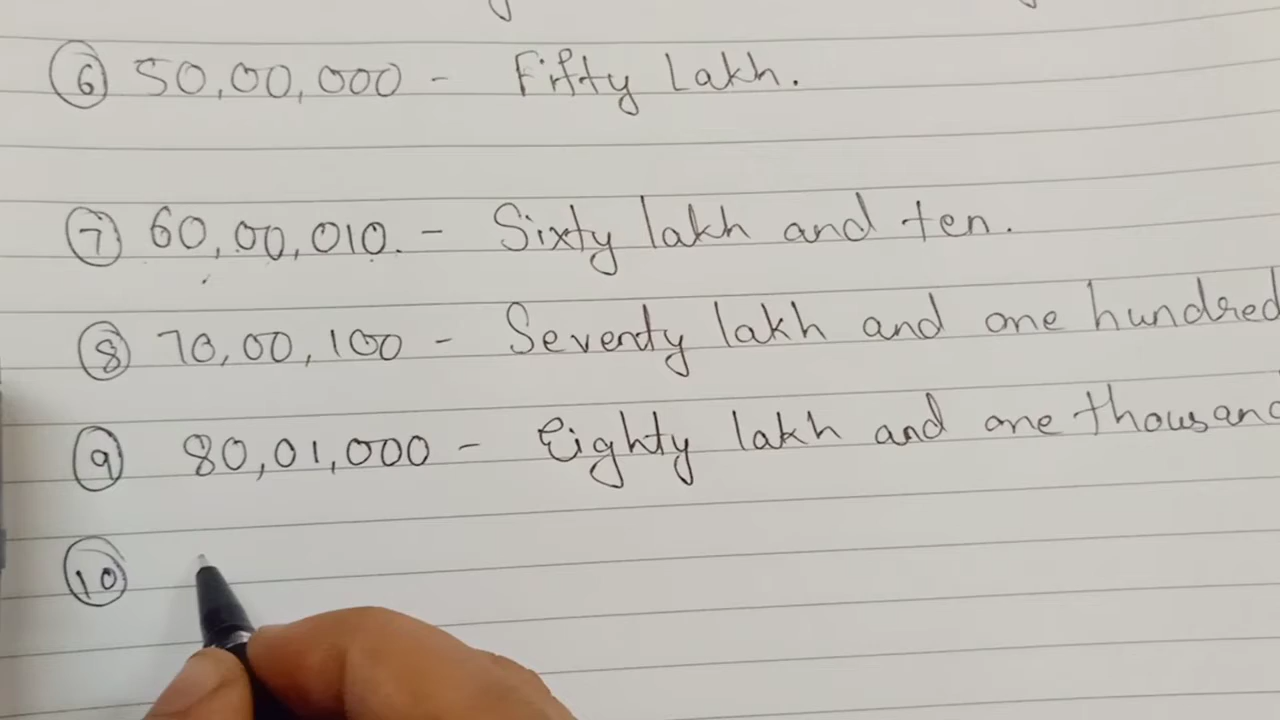 6 50,00,000 - Fifty Lakh.
7 60,00,010. - Sixty lakh and ten.
8 70,00,100 - Seventy lakh and one hundred
9 80,01,000 - Eighty lakh and one thousand
10